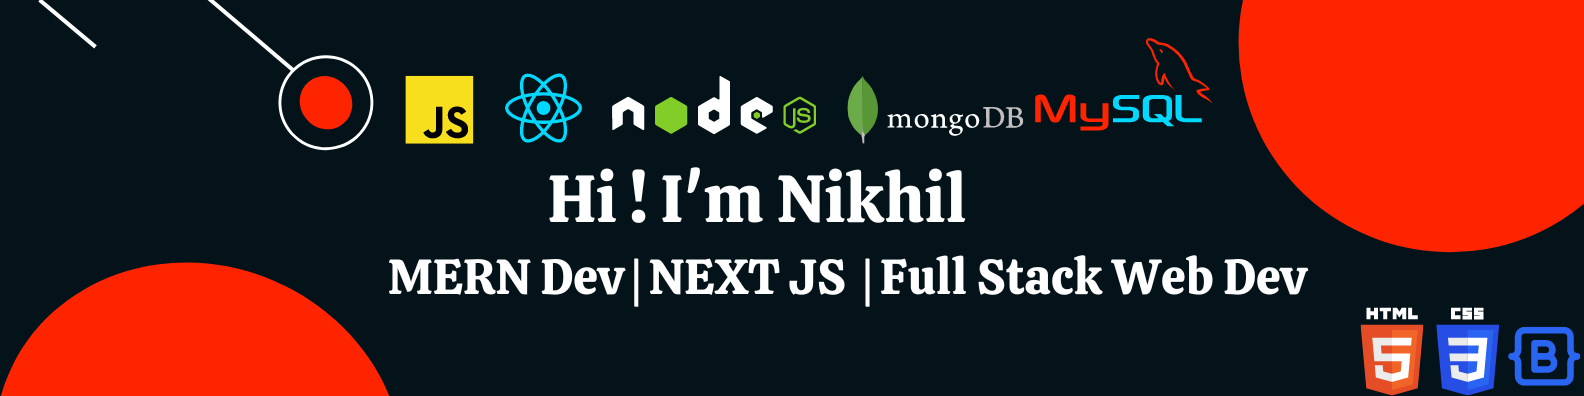 JS node JS mongoDB MySQL
Hi ! I'm Nikhil
MERN Dev|NEXT JS |Full Stack Web Dev
HTML CSS
5 3 B